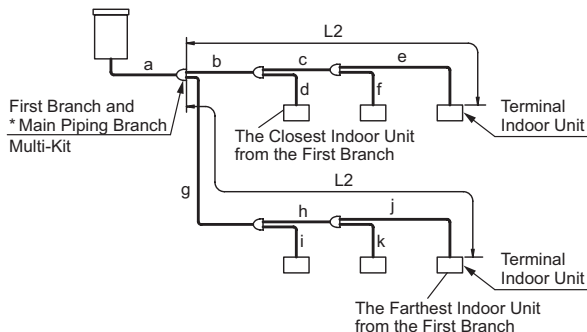 L2
a
b
c
e
d
f
First Branch and
* Main Piping Branch
Multi-Kit
The Closest Indoor Unit
from the First Branch
Terminal
Indoor Unit
L2
g
h
j
i
k
Terminal
Indoor Unit
The Farthest Indoor Unit
from the First Branch